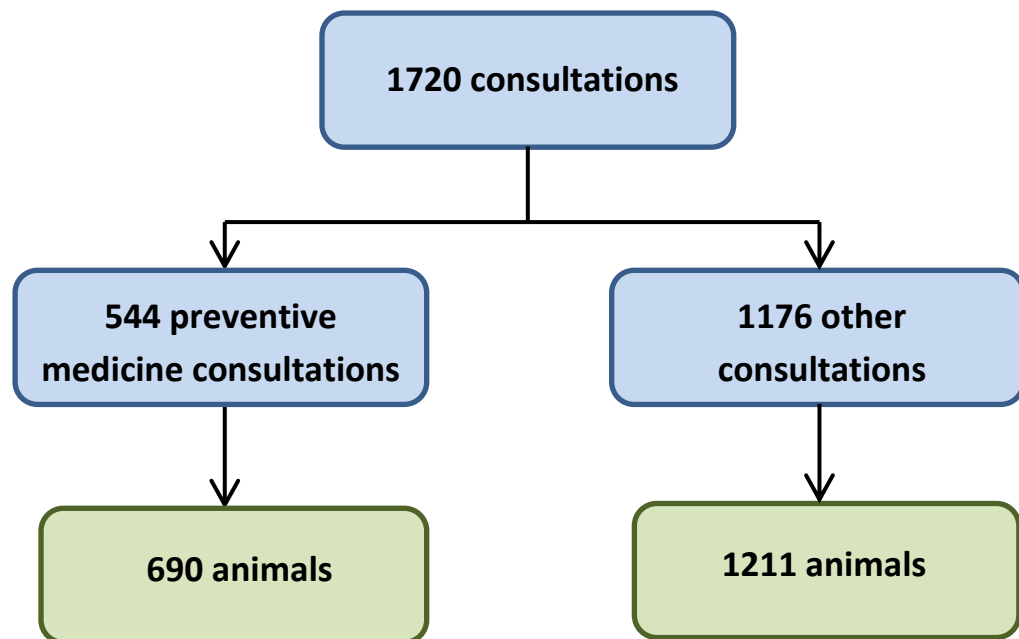 1720 consultations
544 preventive
medicine consultations
1176 other
consultations
690 animals
1211 animals